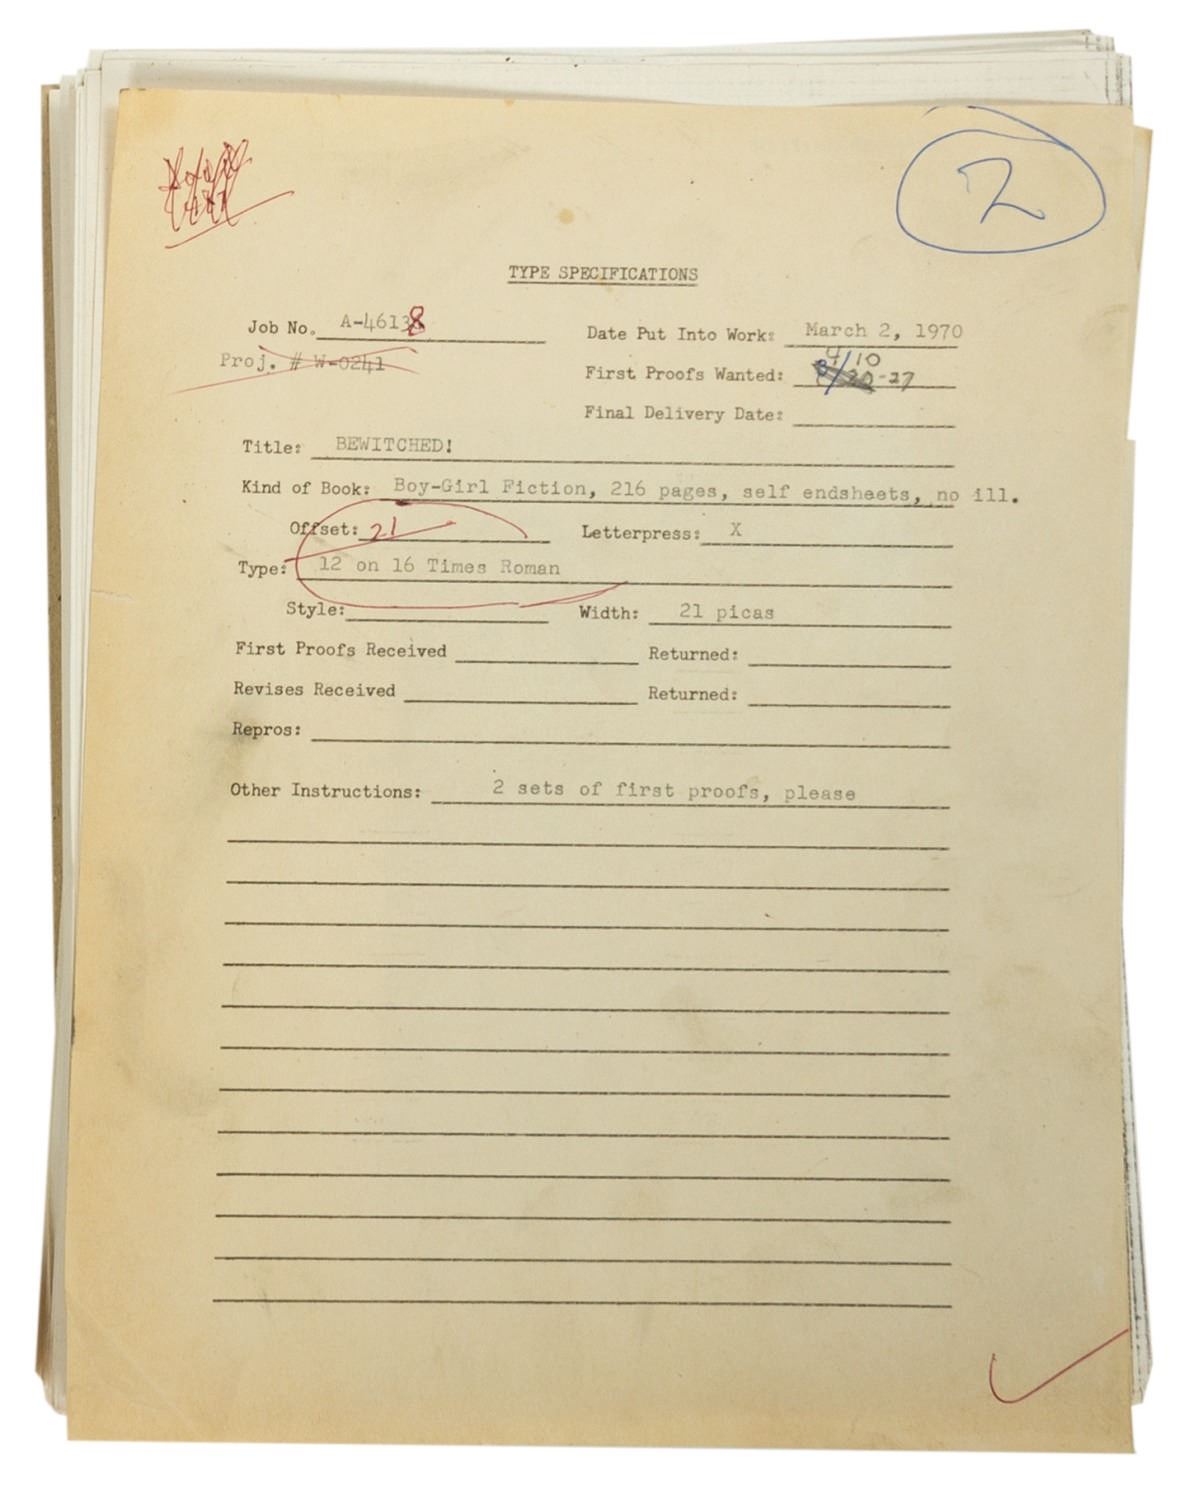 2
TYPE SPECIFICATIONS
Job No. A-46138
Date Put Into Work: March 2, 1970
Proj. # W-0241
4/10
First Proofs Wanted: -27
Final Delivery Date:
Title: BEWITCHED!
Kind of Book: Boy-Girl Fiction, 216 pages, self endsheets, no ill.
Offset: 21 Letterpress: X
Type: 12 on 16 Times Roman
Style: Width: 21 picas
First Proofs Received Returned:
Revises Received Returned:
Repros:
Other Instructions: 2 sets of first proofs, please